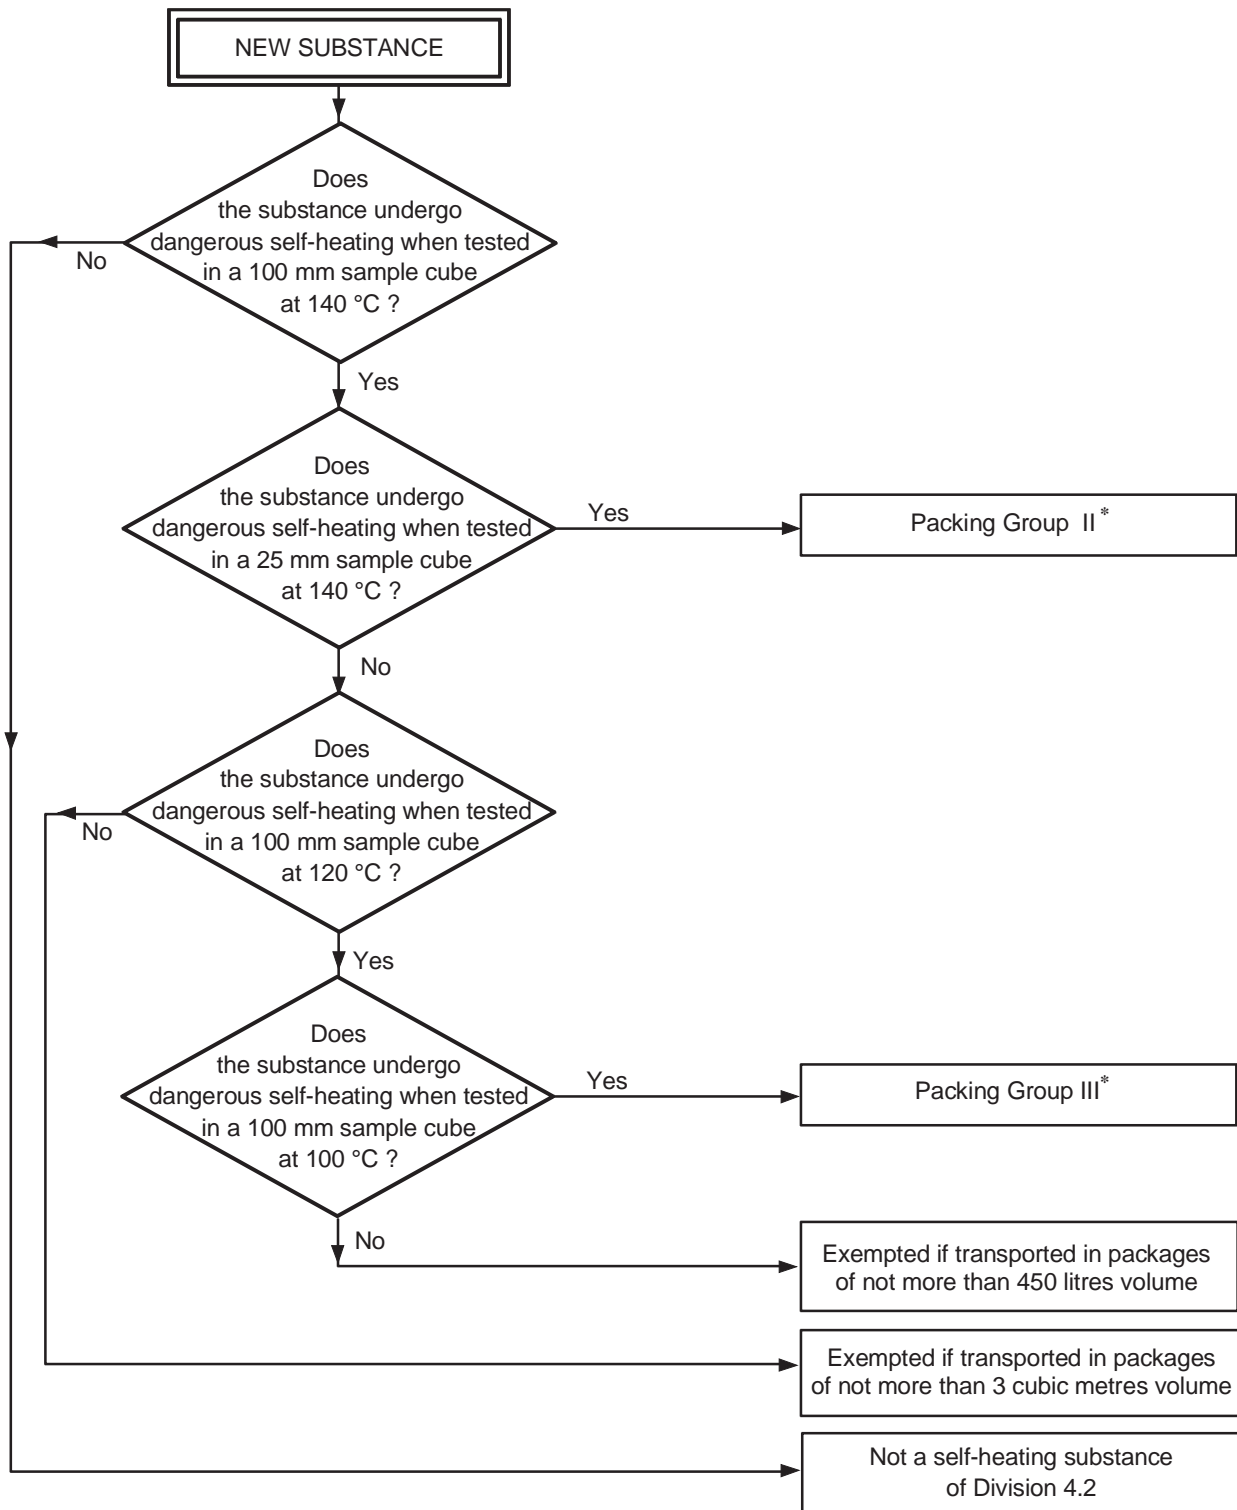 NEW SUBSTANCE
Does
the substance undergo
dangerous self-heating when tested
in a 100 mm sample cube
at 140 °C ?
No
Yes
Does
the substance undergo
dangerous self-heating when tested
in a 25 mm sample cube
at 140 °C ?
Yes
Packing Group II*
No
Does
the substance undergo
dangerous self-heating when tested
in a 100 mm sample cube
at 120 °C ?
No
Yes
Does
the substance undergo
dangerous self-heating when tested
in a 100 mm sample cube
at 100 °C ?
Yes
Packing Group III*
No
Exempted if transported in packages
of not more than 450 litres volume
Exempted if transported in packages
of not more than 3 cubic metres volume
Not a self-heating substance
of Division 4.2